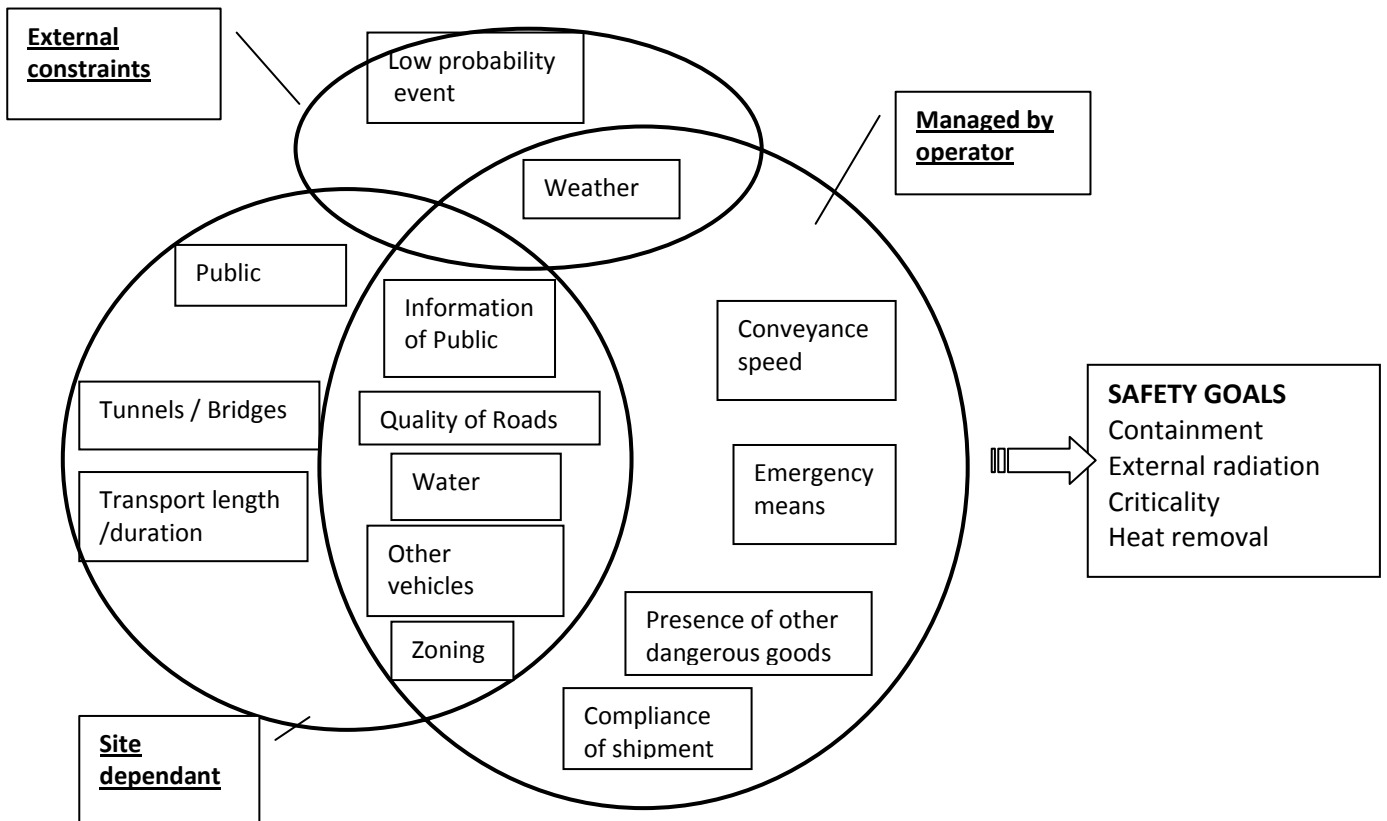 External
constraints
Low probability
event
Managed by
operator
Weather
Public
Information
of Public
Conveyance
speed
Tunnels / Bridges
Quality of Roads
Water
Transport length
/duration
Emergency
means
Other
vehicles
Zoning
Presence of other
dangerous goods
Compliance
of shipment
Site
dependant
SAFETY GOALS
Containment
External radiation
Criticality
Heat removal